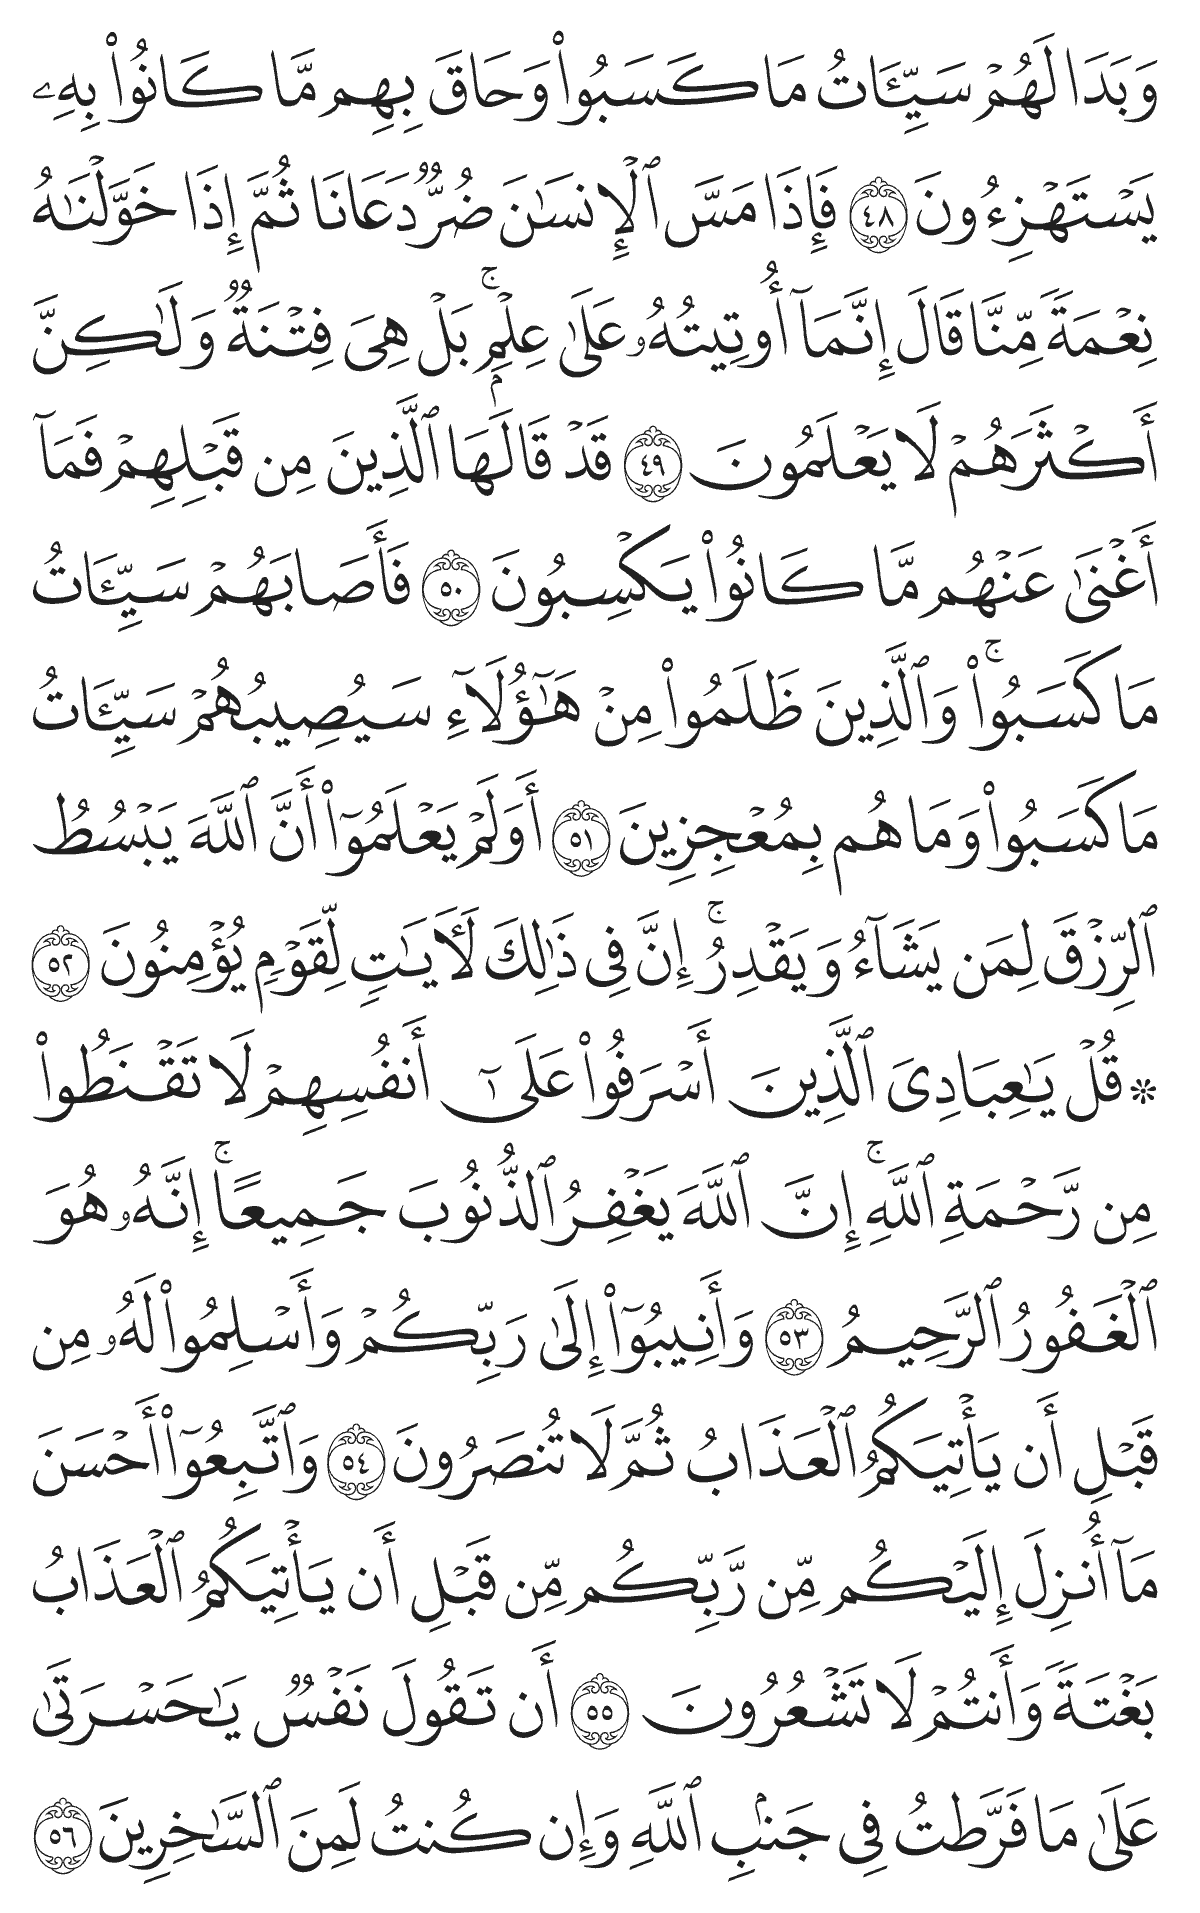 وَبَدَا لَهُمْ سَيِّـَٔاتُ مَا كَسَبُوا۟ وَحَاقَ بِهِم مَّا كَانُوا۟ بِهِۦ
يَسْتَهْزِءُونَ ٤٨ فَإِذَا مَسَّ ٱلْإِنسَـٰنَ ضُرٌّ دَعَانَا ثُمَّ إِذَا خَوَّلْنَـٰهُ
نِعْمَةً مِّنَّا قَالَ إِنَّمَآ أُوتِيتُهُۥ عَلَىٰ عِلْمٍۭ ۚ بَلْ هِىَ فِتْنَةٌ وَلَـٰكِنَّ
أَكْثَرَهُمْ لَا يَعْلَمُونَ ٤٩ قَدْ قَالَهَا ٱلَّذِينَ مِن قَبْلِهِمْ فَمَآ
أَغْنَىٰ عَنْهُم مَّا كَانُوا۟ يَكْسِبُونَ ٥٠ فَأَصَابَهُمْ سَيِّـَٔاتُ
مَا كَسَبُوا۟ ۚ وَٱلَّذِينَ ظَلَمُوا۟ مِنْ هَـٰٓؤُلَآءِ سَيُصِيبُهُمْ سَيِّـَٔاتُ
مَا كَسَبُوا۟ وَمَا هُم بِمُعْجِزِينَ ٥١ أَوَلَمْ يَعْلَمُوٓا۟ أَنَّ ٱللَّهَ يَبْسُطُ
ٱلرِّزْقَ لِمَن يَشَآءُ وَيَقْدِرُ ۚ إِنَّ فِى ذَٰلِكَ لَـَٔايَـٰتٍ لِّقَوْمٍ يُؤْمِنُونَ ٥٢
۞ قُلْ يَـٰعِبَادِىَ ٱلَّذِينَ أَسْرَفُوا۟ عَلَىٰٓ أَنفُسِهِمْ لَا تَقْنَطُوا۟
مِن رَّحْمَةِ ٱللَّهِ ۚ إِنَّ ٱللَّهَ يَغْفِرُ ٱلذُّنُوبَ جَمِيعًا ۚ إِنَّهُۥ هُوَ
ٱلْغَفُورُ ٱلرَّحِيمُ ٥٣ وَأَنِيبُوٓا۟ إِلَىٰ رَبِّكُمْ وَأَسْلِمُوا۟ لَهُۥ مِن
قَبْلِ أَن يَأْتِيَكُمُ ٱلْعَذَابُ ثُمَّ لَا تُنصَرُونَ ٥٤ وَٱتَّبِعُوٓا۟ أَحْسَنَ
مَآ أُنزِلَ إِلَيْكُم مِّن رَّبِّكُم مِّن قَبْلِ أَن يَأْتِيَكُمُ ٱلْعَذَابُ
بَغْتَةً وَأَنتُمْ لَا تَشْعُرُونَ ٥٥ أَن تَقُولَ نَفْسٌ يَـٰحَسْرَتَىٰ
عَلَىٰ مَا فَرَّطتُ فِى جَنۢبِ ٱللَّهِ وَإِن كُنتُ لَمِنَ ٱلسَّـٰخِرِينَ ٥٦